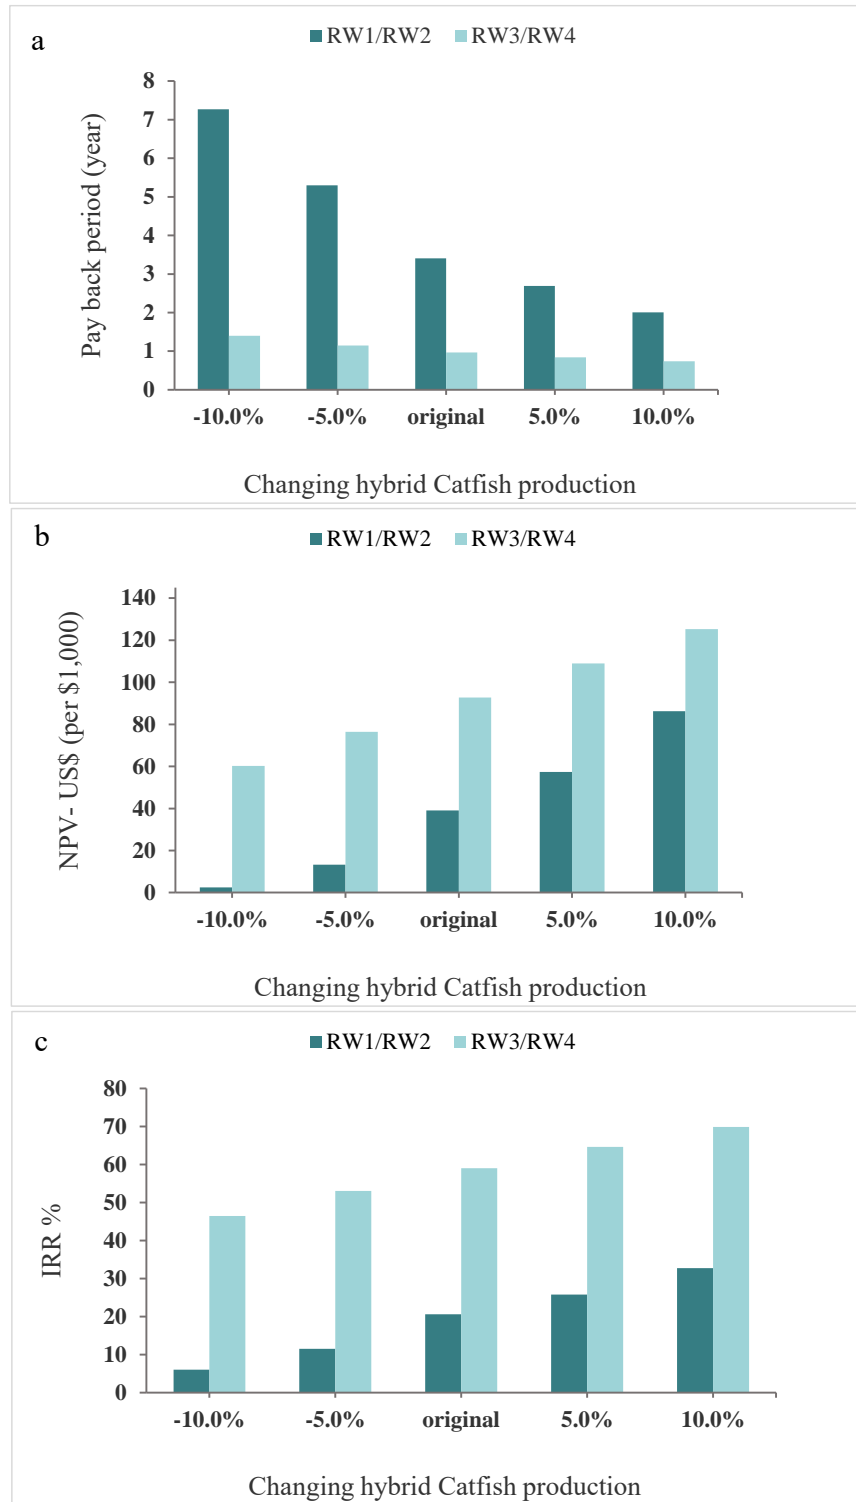 a
RW1/RW2 RW3/RW4
Pay back period (year)
8
7
6
5
4
3
2
1
0
-10.0% -5.0% original 5.0% 10.0%
Changing hybrid Catfish production
b
RW1/RW2 RW3/RW4
NPV- US$ (per $1,000)
140
120
100
80
60
40
20
0
-10.0% -5.0% original 5.0% 10.0%
Changing hybrid Catfish production
c
RW1/RW2 RW3/RW4
IRR %
80
70
60
50
40
30
20
10
0
-10.0% -5.0% original 5.0% 10.0%
Changing hybrid Catfish production